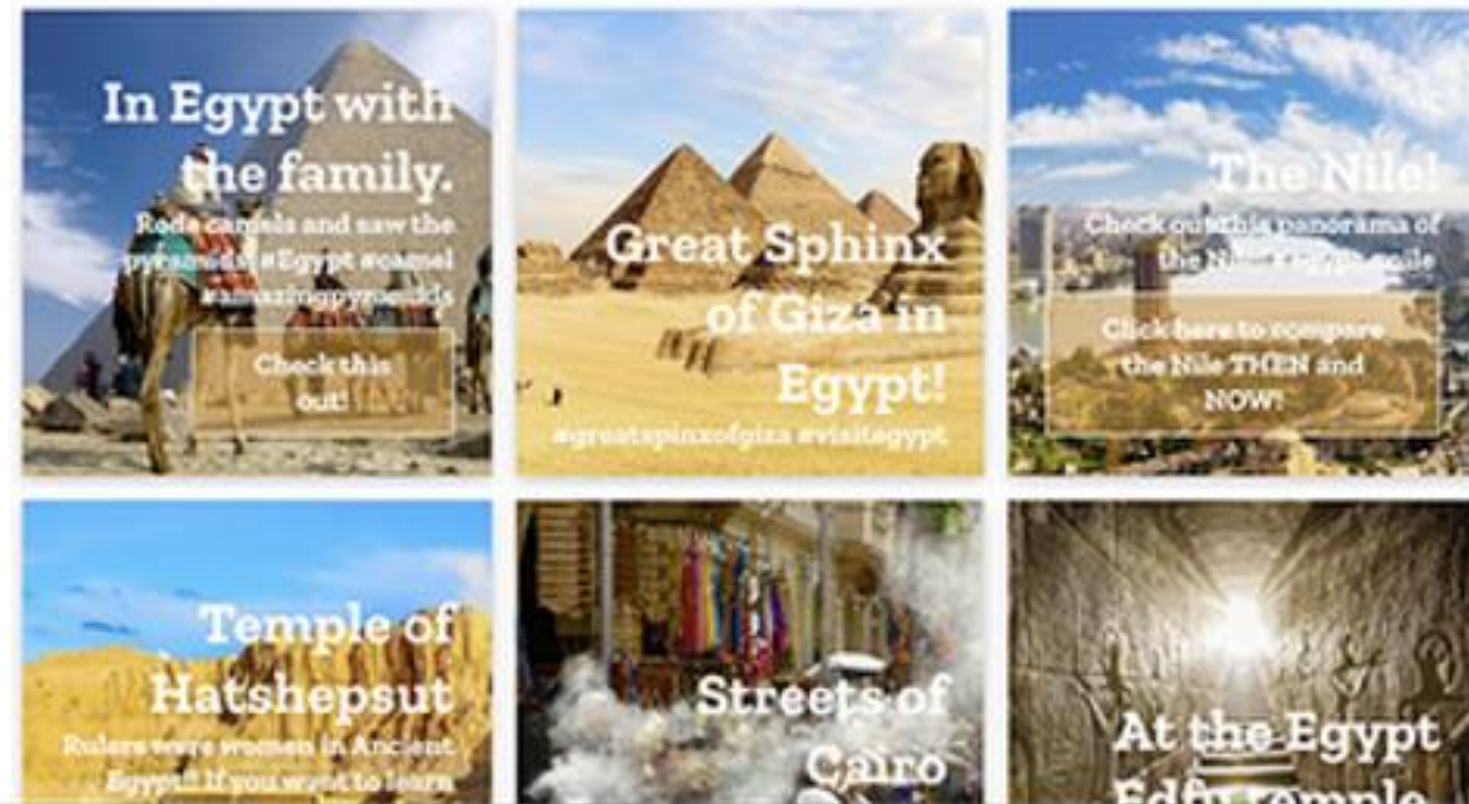 In Egypt with
the family.
Rode camels and saw the
pyramids! #Egypt #camel
#amazingpyramids
Check this
out!
Great Sphinx
of Giza in
Egypt!
#greatspinxofgiza #visitegypt
The Nile!
Check out this panorama of
the
Click here to compare
the Nile THEN and
NOW!
Temple of
Hatshepsut
Rulers were women in Ancient
Egypt!! If you want to learn
Streets of
Cairo
At the Egypt
Edfu temple